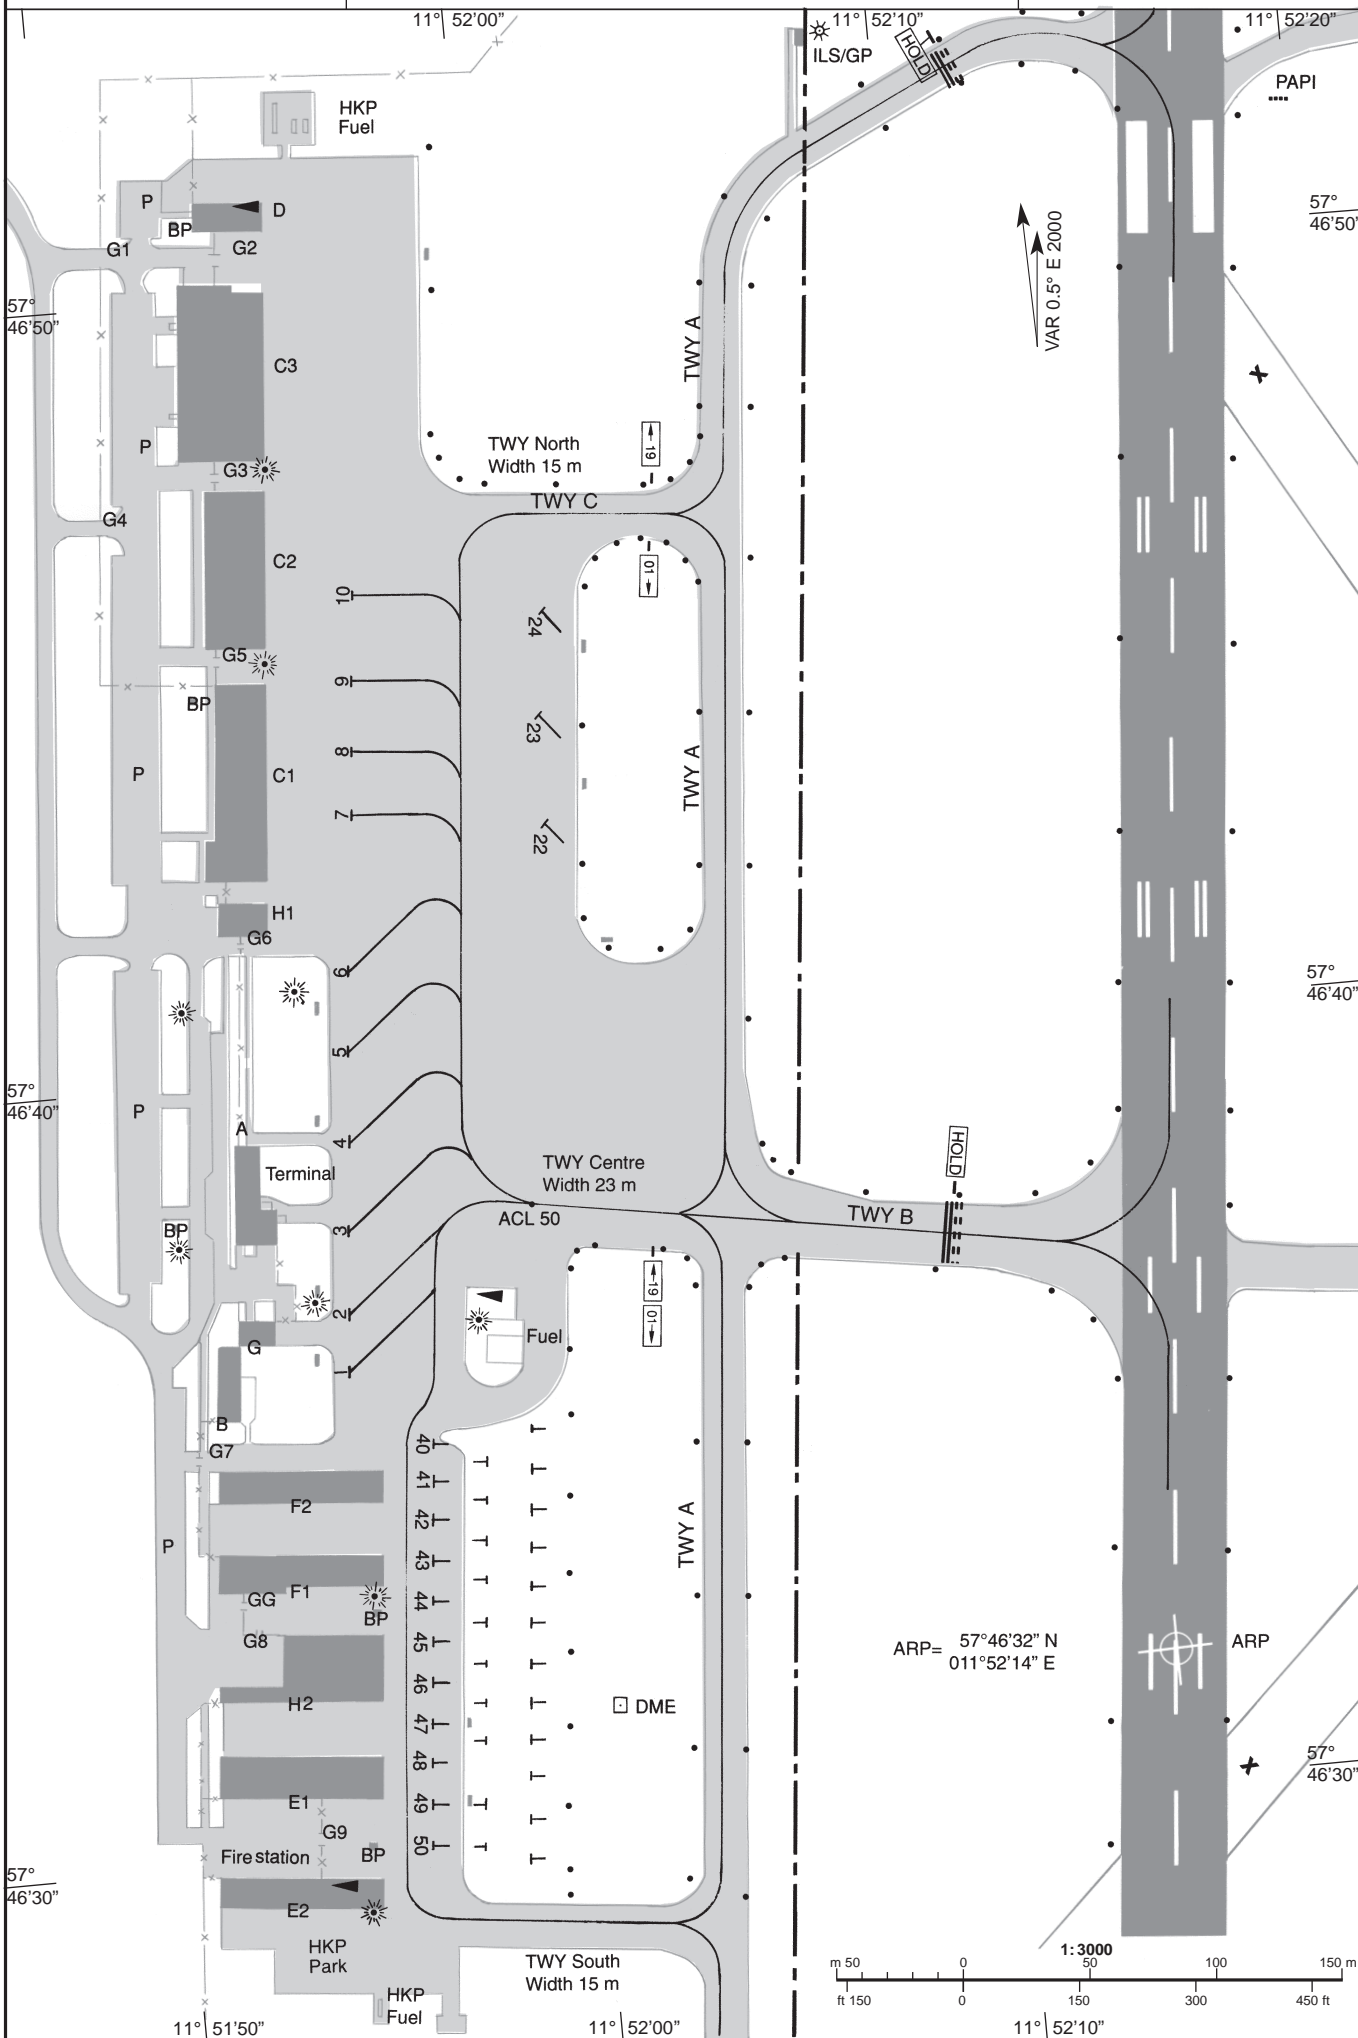 11° 52'00"
11° 52'10"
11° 52'20"
ILS/GP
HOLD
PAPI
HKP
Fuel
P
D
BP
G1
G2
57°
46'50"
VAR 0.5° E 2000
57°
46'50"
TWY A
C3
P
G3
TWY North
Width 15 m
19
TWY C
G4
C2
01
10
24
G5
9
BP
23
8
P
C1
TWY A
7
22
H1
G6
6
57°
46'40"
5
57°
46'40"
P
A
4
HOLD
Terminal
TWY Centre
Width 23 m
BP
3
ACL 50
TWY B
19
01
2
Fuel
G
1
B
G7
40
41
F2
42
TWY A
P
43
F1
GG
44
BP
G8
45
ARP= 57°46'32" N
011°52'14" E
ARP
46
H2
DME
47
48
57°
46'30"
E1
49
G9
50
Fire station
BP
57°
46'30"
E2
HKP
Park
TWY South
Width 15 m
1:3000
m 50 0 50 100 150 m
ft 150 0 150 300 450 ft
HKP
Fuel
11° 51'50"
11° 52'00"
11° 52'10"